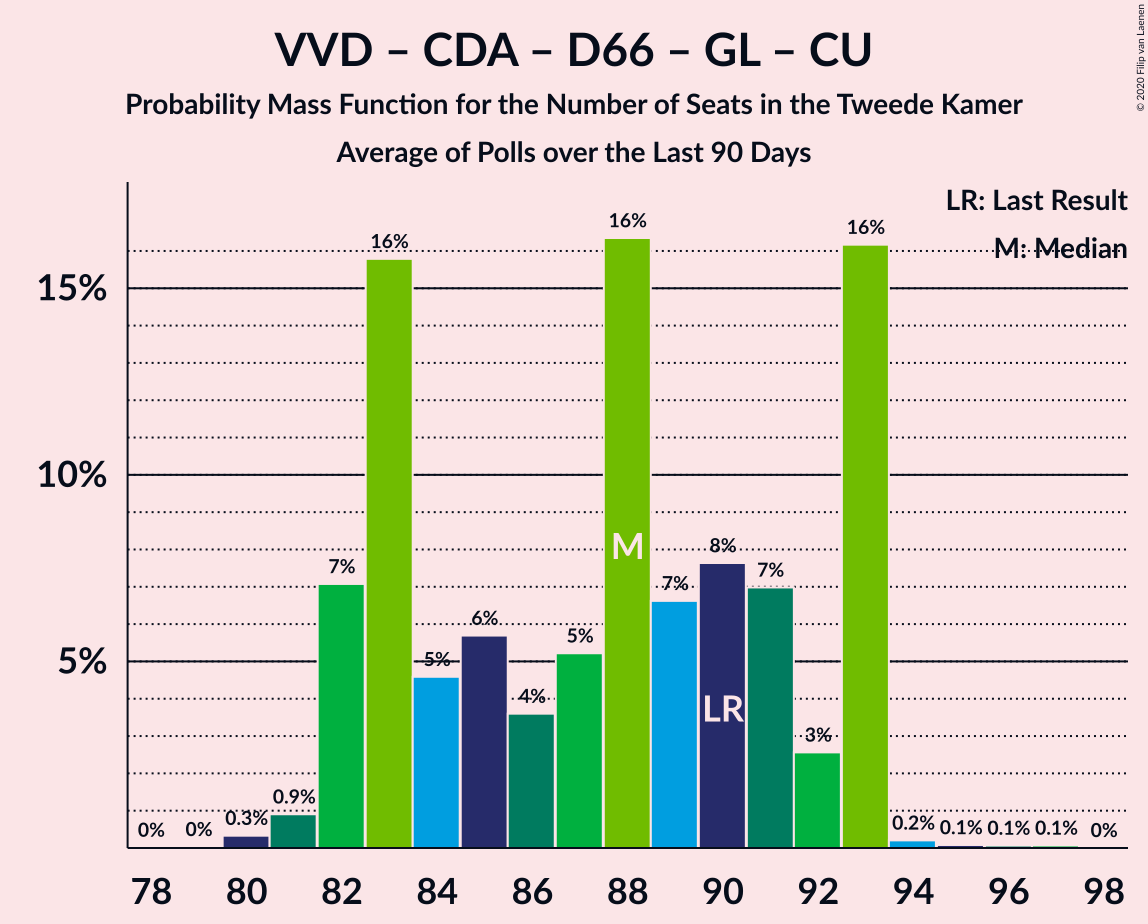 VVD – CDA – D66 – GL – CU
Probability Mass Function for the Number of Seats in the Tweede Kamer
Average of Polls over the Last 90 Days
© 2020 Filip van Laenen
LR: Last Result
M: Median
15%
10%
5%
0%
0%
0.3%
0.9%
7%
16%
5%
6%
4%
5%
16%
7%
8%
7%
3%
16%
0.2%
0.1%
0.1%
0.1%
0%
M
LR
78 80 82 84 86 88 90 92 94 96 98